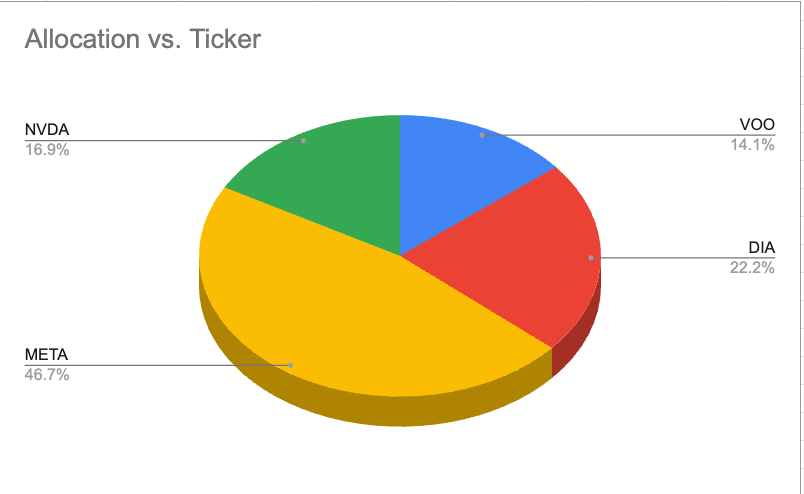 Allocation vs. Ticker
NVDA
16.9%
VOO
14.1%
DIA
22.2%
META
46.7%